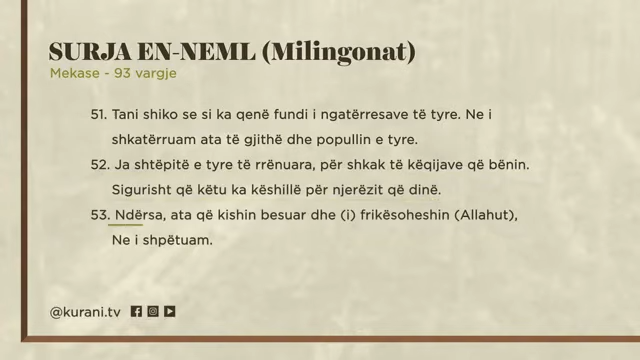 SURJA EN-NEML (Milingonat)
Mekase - 93 vargje
51. Tani shiko se si ka qenë fundi i ngatërresave të tyre. Ne i
shkatërruam ata të gjithë dhe popullin e tyre.
52. Ja shtëpitë e tyre të rrënuara, për shkak të këqijave që bënin.
Sigurisht që këtu ka këshillë për njerëzit që dinë.
53. Ndërsa, ata që kishin besuar dhe (i) frikësoheshin (Allahut),
Ne i shpëtuam.
@kurani.tv